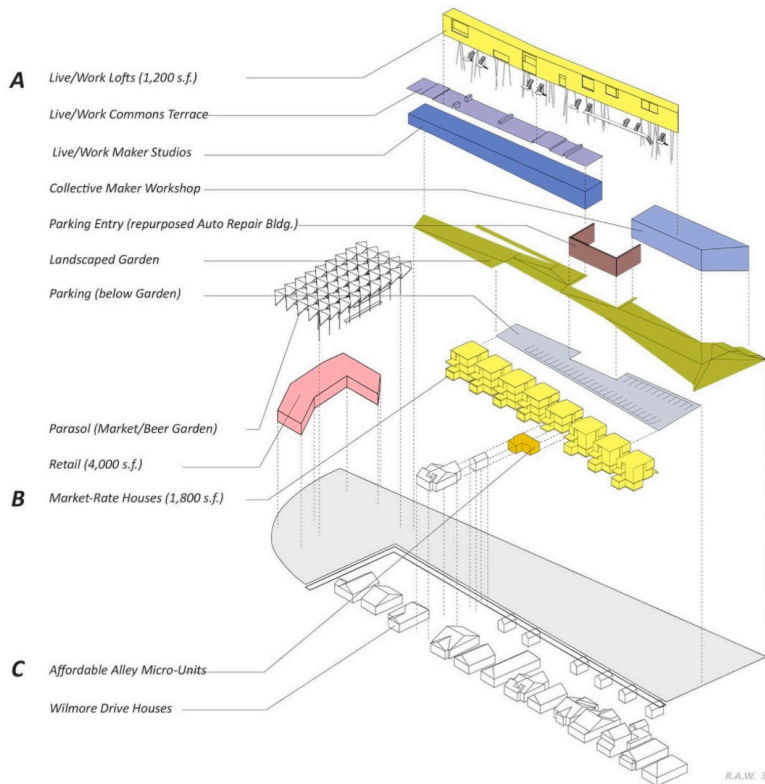 A
Live/Work Lofts (1,200 s.f.)
Live/Work Commons Terrace
Live/Work Maker Studios
Collective Maker Workshop
Parking Entry (repurposed Auto Repair Bldg.)
Landscaped Garden
Parking (below Garden)
Parasol (Market/Beer Garden)
Retail (4,000 s.f.)
B
Market-Rate Houses (1,800 s.f.)
C
Affordable Alley Micro-Units
Wilmore Drive Houses
R.A.W. 3